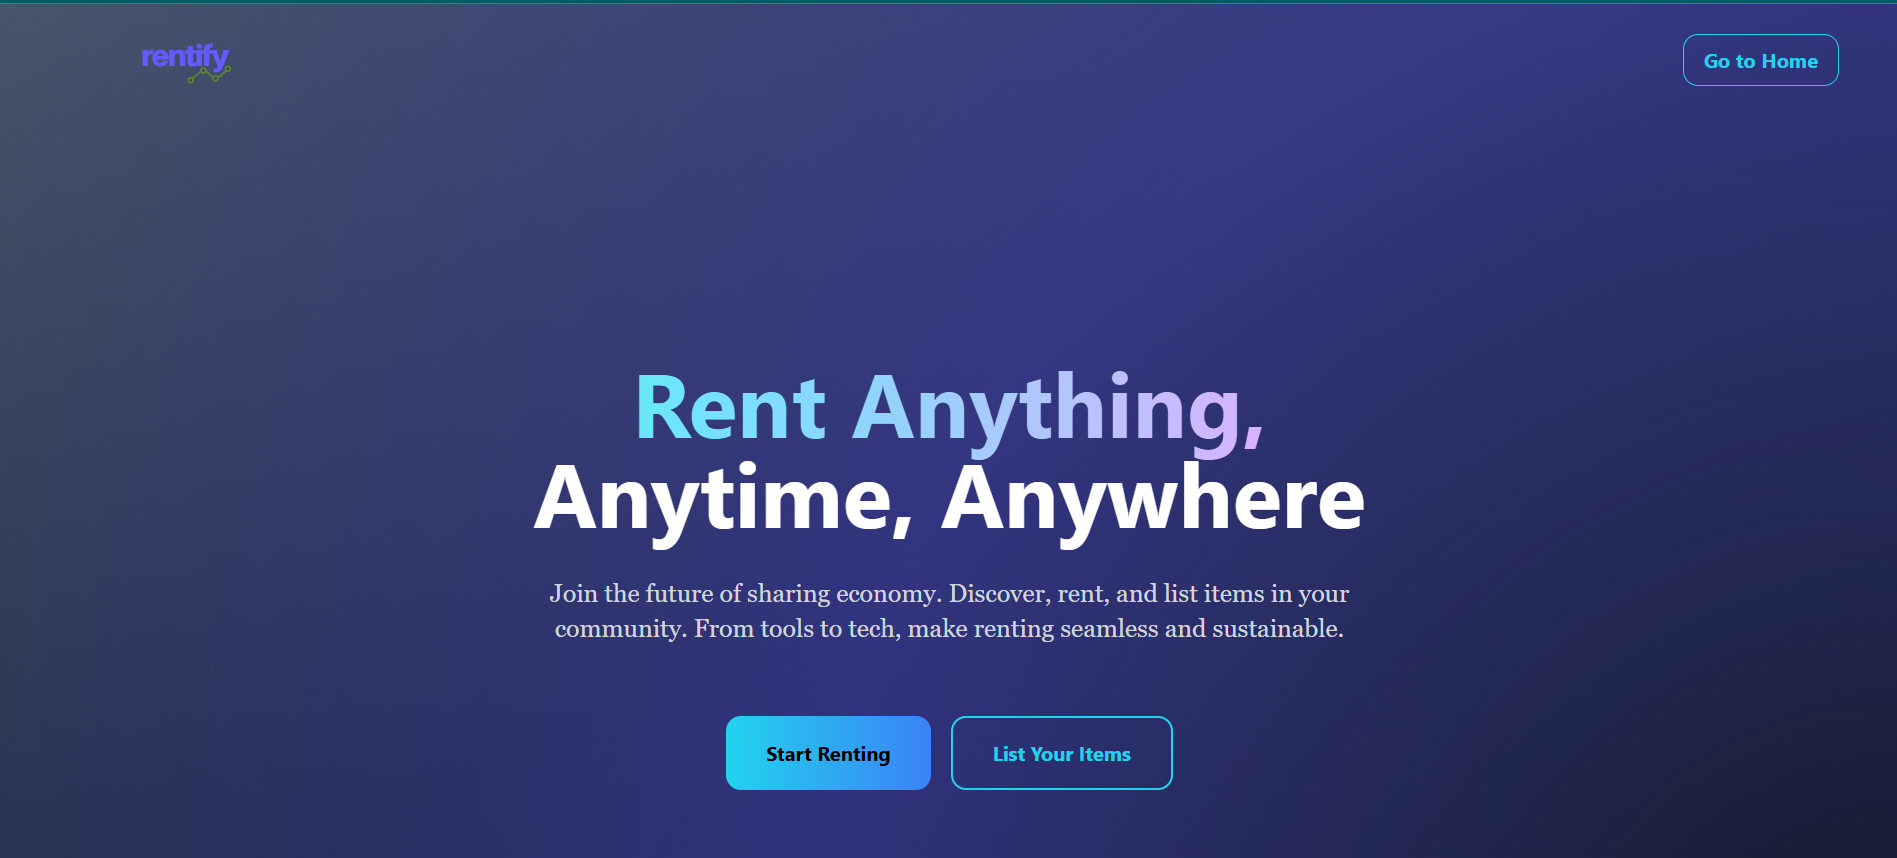 rentify
Go to Home
Rent Anything,
Anytime, Anywhere
Join the future of sharing economy. Discover, rent, and list items in your
community. From tools to tech, make renting seamless and sustainable.
Start Renting
List Your Items